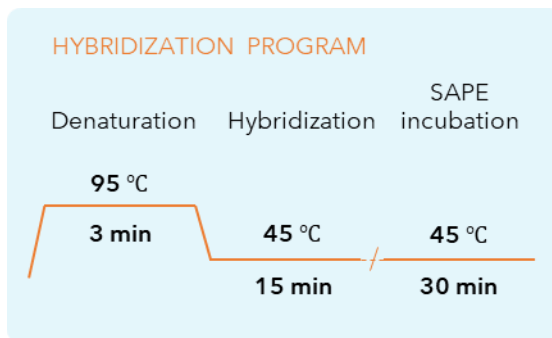 HYBRIDIZATION PROGRAM
SAPE
Denaturation Hybridization incubation
95 °C
3 min 45 °C 45 °C
15 min 30 min